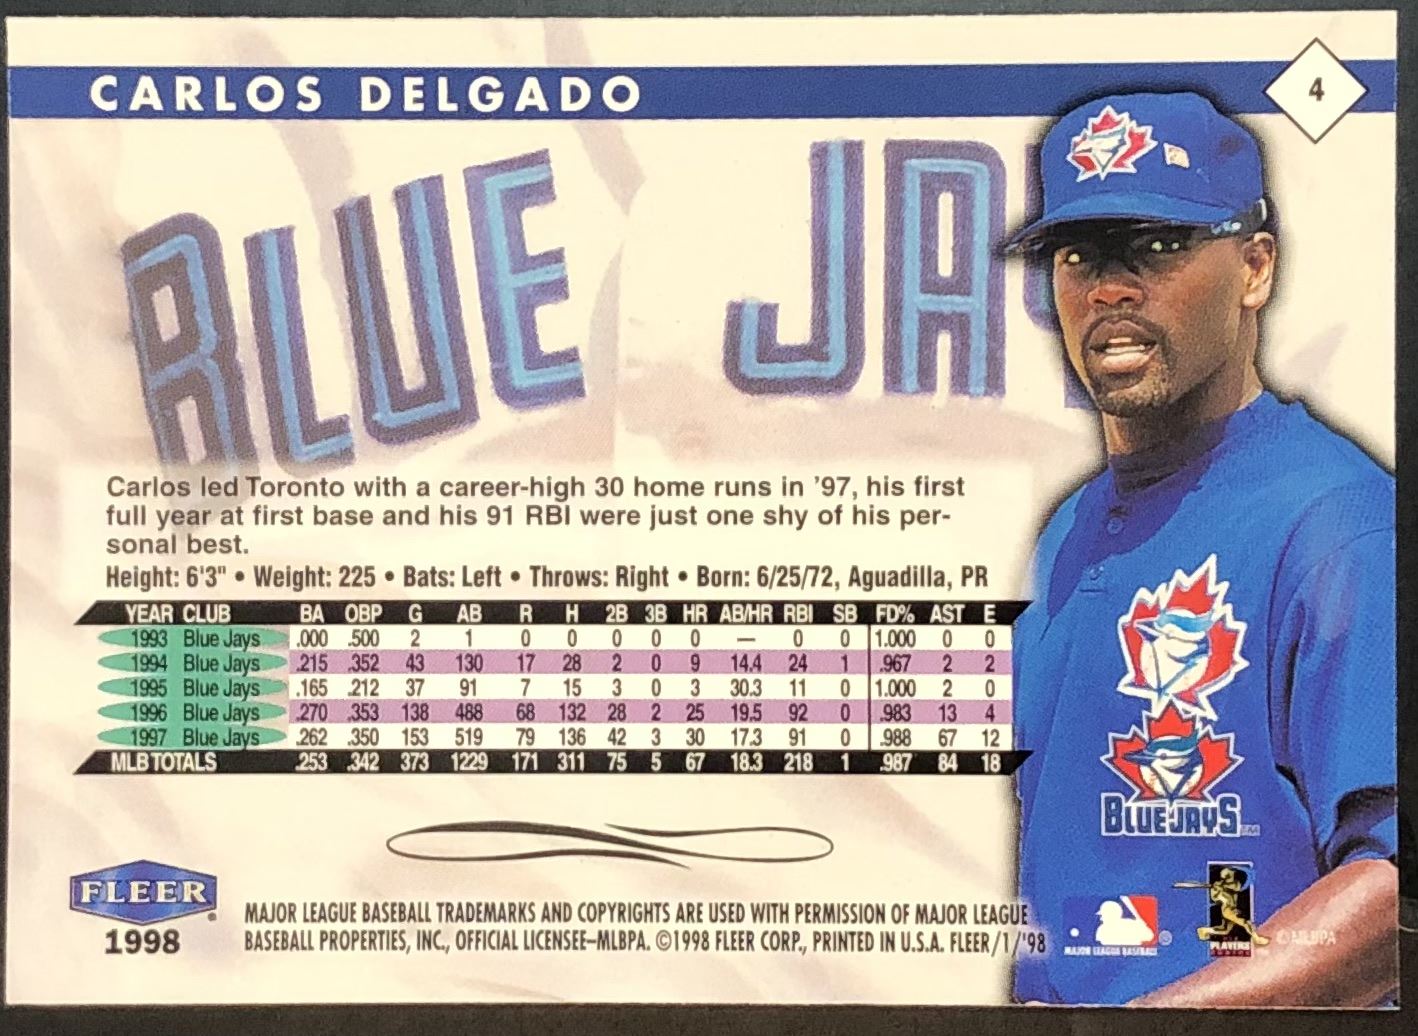 CARLOS DELGADO
4
BLUE JAY
Carlos led Toronto with a career-high 30 home runs in '97, his first
full year at first base and his 91 RBI were just one shy of his per-
sonal best.
Height: 6'3" • Weight: 225 • Bats: Left • Throws: Right • Born: 6/25/72, Aguadilla, PR
YEAR CLUB BA OBP G AB R H 2B 3B HR AB/HR RBI SB FD% AST E
1993 Blue Jays .000 .500 2 1 0 0 0 0 0 — 0 0 1.000 0 0
1994 Blue Jays .215 .352 43 130 17 28 2 0 9 14.4 24 1 .967 2 2
1995 Blue Jays .165 .212 37 91 7 15 3 0 3 30.3 11 0 1.000 2 0
1996 Blue Jays .270 .353 138 488 68 132 28 2 25 19.5 92 0 .983 13 4
1997 Blue Jays .262 .350 153 519 79 136 42 3 30 17.3 91 0 .988 67 12
MLB TOTALS .253 .342 373 1229 171 311 75 5 67 18.3 218 1 .987 84 18
BLUE JAYS TM
FLEER®
1998
MAJOR LEAGUE BASEBALL TRADEMARKS AND COPYRIGHTS ARE USED WITH PERMISSION OF MAJOR LEAGUE
BASEBALL PROPERTIES, INC., OFFICIAL LICENSEE–MLBPA. ©1998 FLEER CORP., PRINTED IN U.S.A. FLEER/1/'98
MAJOR LEAGUE BASEBALL ®
PLAYERS
© MLBPA